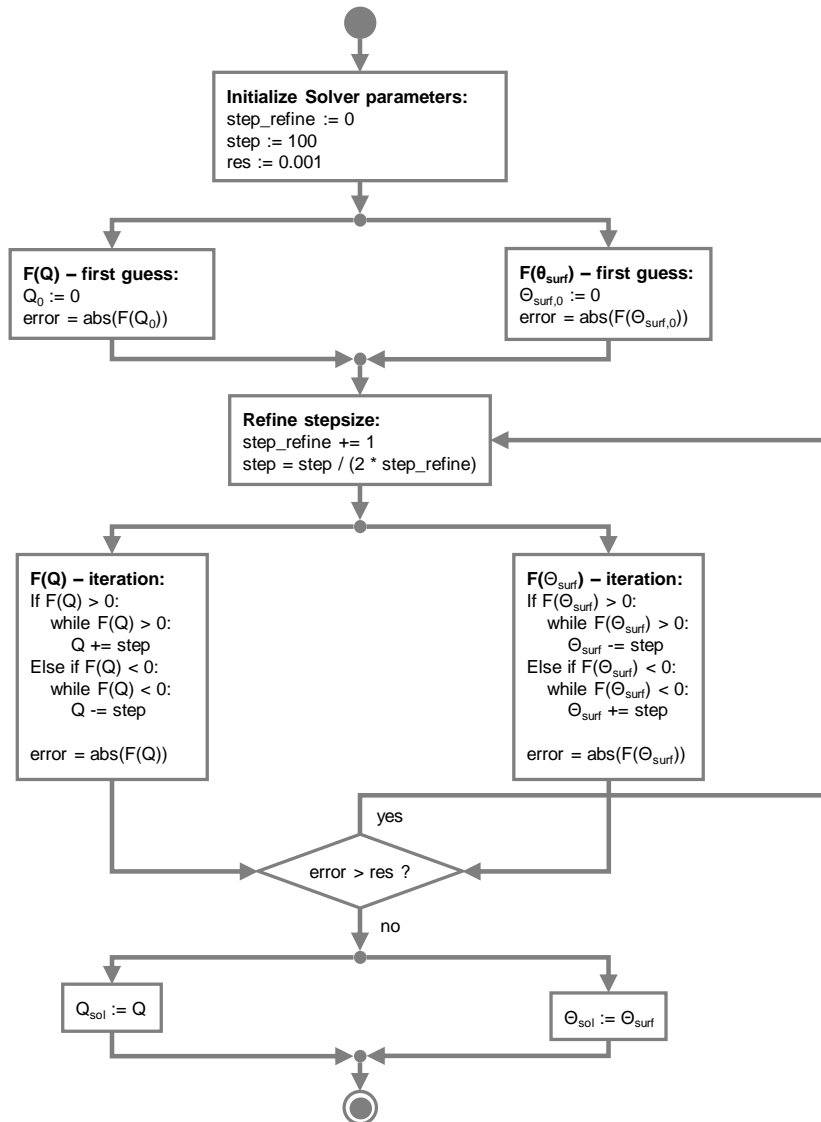 Initialize Solver parameters:
step_refine := 0
step := 100
res := 0.001
F(Q) – first guess:
Q₀ := 0
error = abs(F(Q₀))
F(θsurf) – first guess:
Θsurf,0 := 0
error = abs(F(Θsurf,0))
Refine stepsize:
step_refine += 1
step = step / (2 * step_refine)
F(Q) – iteration:
If F(Q) > 0:
while F(Q) > 0:
Q += step
Else if F(Q) < 0:
while F(Q) < 0:
Q -= step
error = abs(F(Q))
F(Θsurf) – iteration:
If F(Θsurf) > 0:
while F(Θsurf) > 0:
Θsurf -= step
Else if F(Θsurf) < 0:
while F(Θsurf) < 0:
Θsurf += step
error = abs(F(Θsurf))
yes
error > res ?
no
Qsol := Q
Θsol := Θsurf